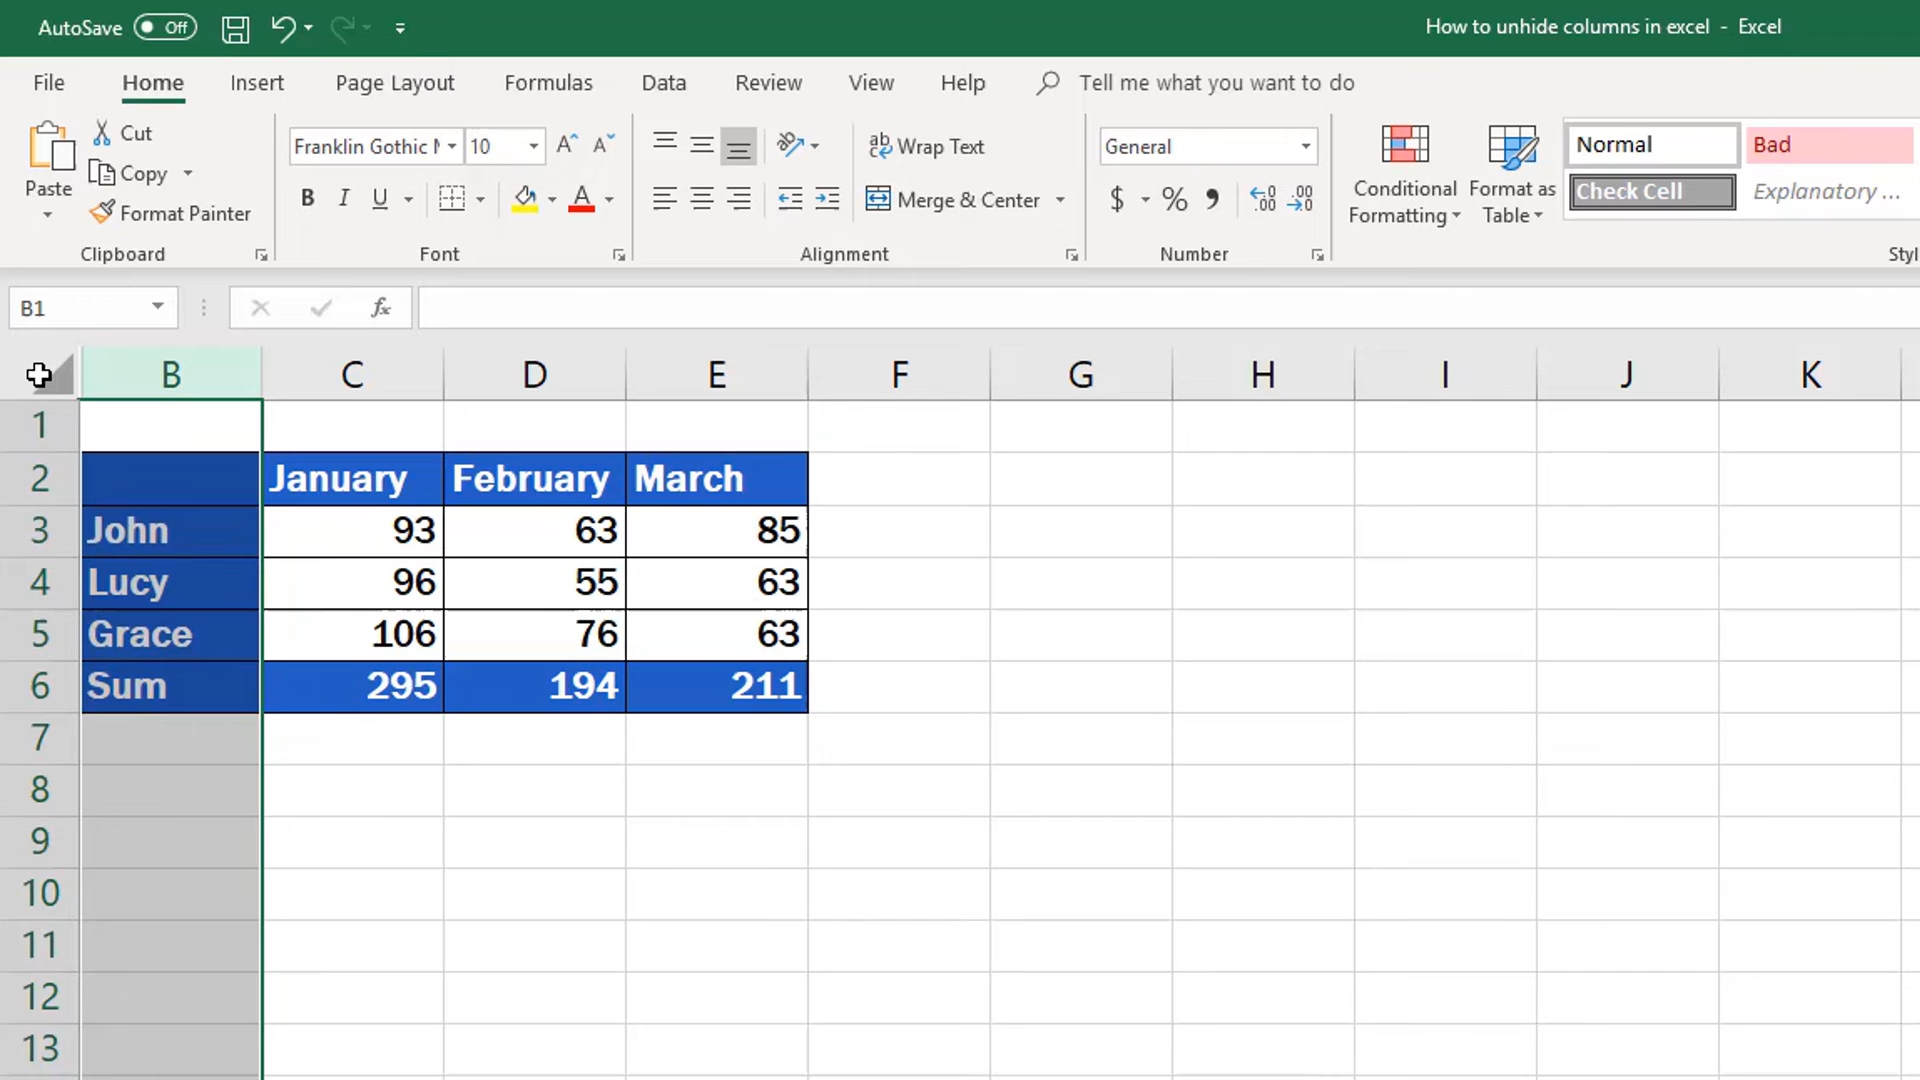 AutoSave Off How to unhide columns in excel - Excel
File Home Insert Page Layout Formulas Data Review View Help Tell me what you want to do
Paste Cut Copy Format Painter
Clipboard
Franklin Gothic M 10
B I U A
Font
ab Wrap Text
Merge & Center
Alignment
General
$ % , .00
Number
Conditional Formatting
Format as Table
Normal Bad
Check Cell Explanatory ...
Styl
B1 fx
B C D E F G H I J K
1
2 January February March
3 John 93 63 85
4 Lucy 96 55 63
5 Grace 106 76 63
6 Sum 295 194 211
7
8
9
10
11
12
13